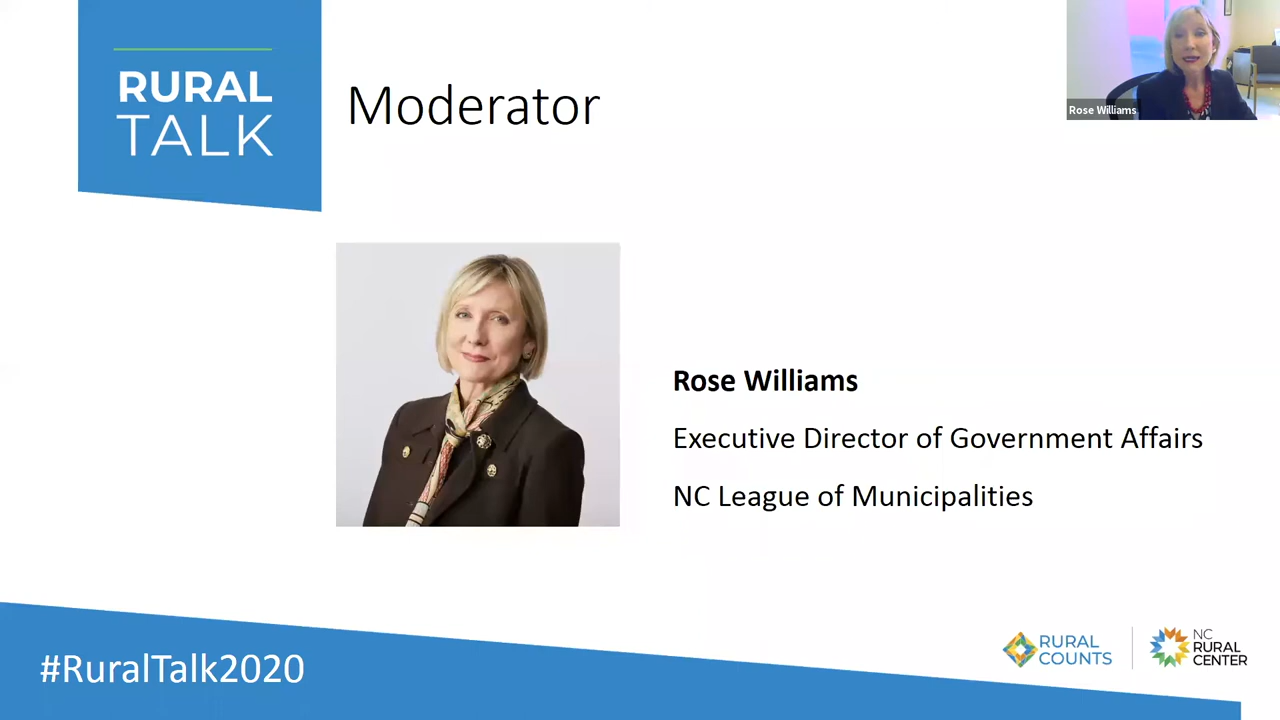 RURAL
TALK
Moderator
Rose Williams
Rose Williams
Executive Director of Government Affairs
NC League of Municipalities
#RuralTalk2020
RURAL
COUNTS
NC
RURAL
CENTER